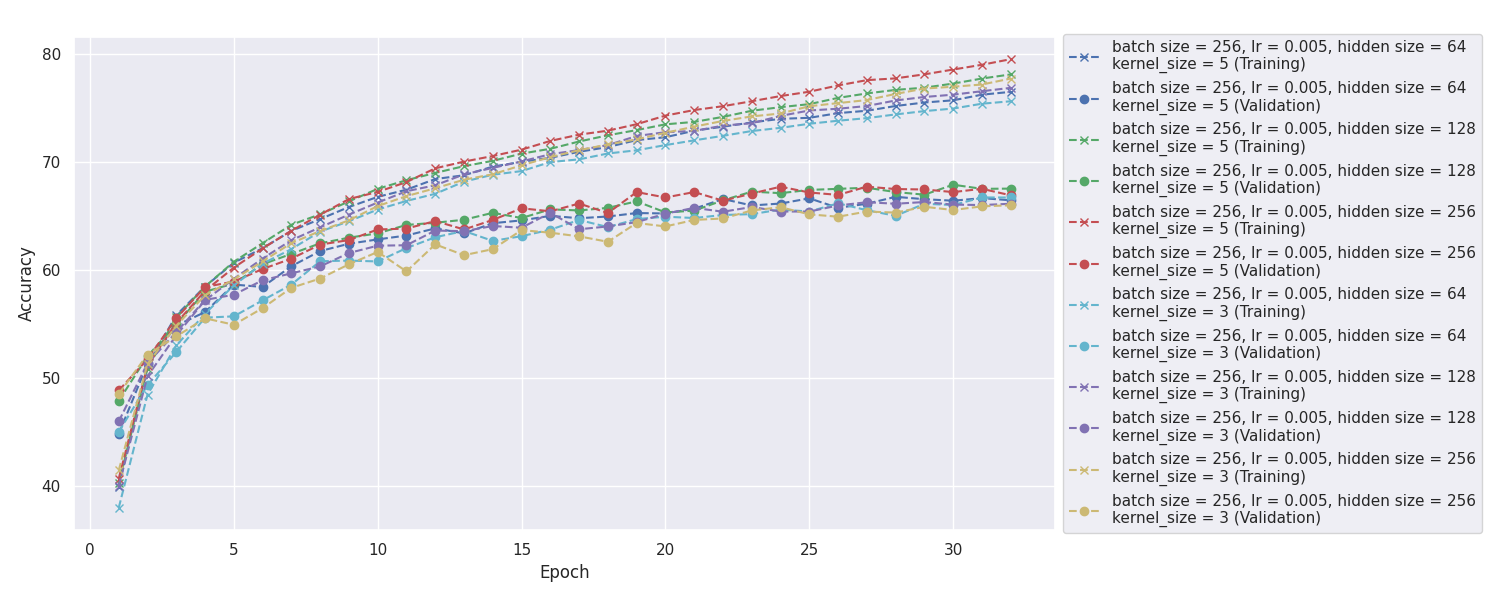 80
70
60
50
40
Accuracy
0
5
10
15
20
25
30
Epoch
batch size = 256, lr = 0.005, hidden size = 64
kernel_size = 5 (Training)
batch size = 256, lr = 0.005, hidden size = 64
kernel_size = 5 (Validation)
batch size = 256, lr = 0.005, hidden size = 128
kernel_size = 5 (Training)
batch size = 256, lr = 0.005, hidden size = 128
kernel_size = 5 (Validation)
batch size = 256, lr = 0.005, hidden size = 256
kernel_size = 5 (Training)
batch size = 256, lr = 0.005, hidden size = 256
kernel_size = 5 (Validation)
batch size = 256, lr = 0.005, hidden size = 64
kernel_size = 3 (Training)
batch size = 256, lr = 0.005, hidden size = 64
kernel_size = 3 (Validation)
batch size = 256, lr = 0.005, hidden size = 128
kernel_size = 3 (Training)
batch size = 256, lr = 0.005, hidden size = 128
kernel_size = 3 (Validation)
batch size = 256, lr = 0.005, hidden size = 256
kernel_size = 3 (Training)
batch size = 256, lr = 0.005, hidden size = 256
kernel_size = 3 (Validation)